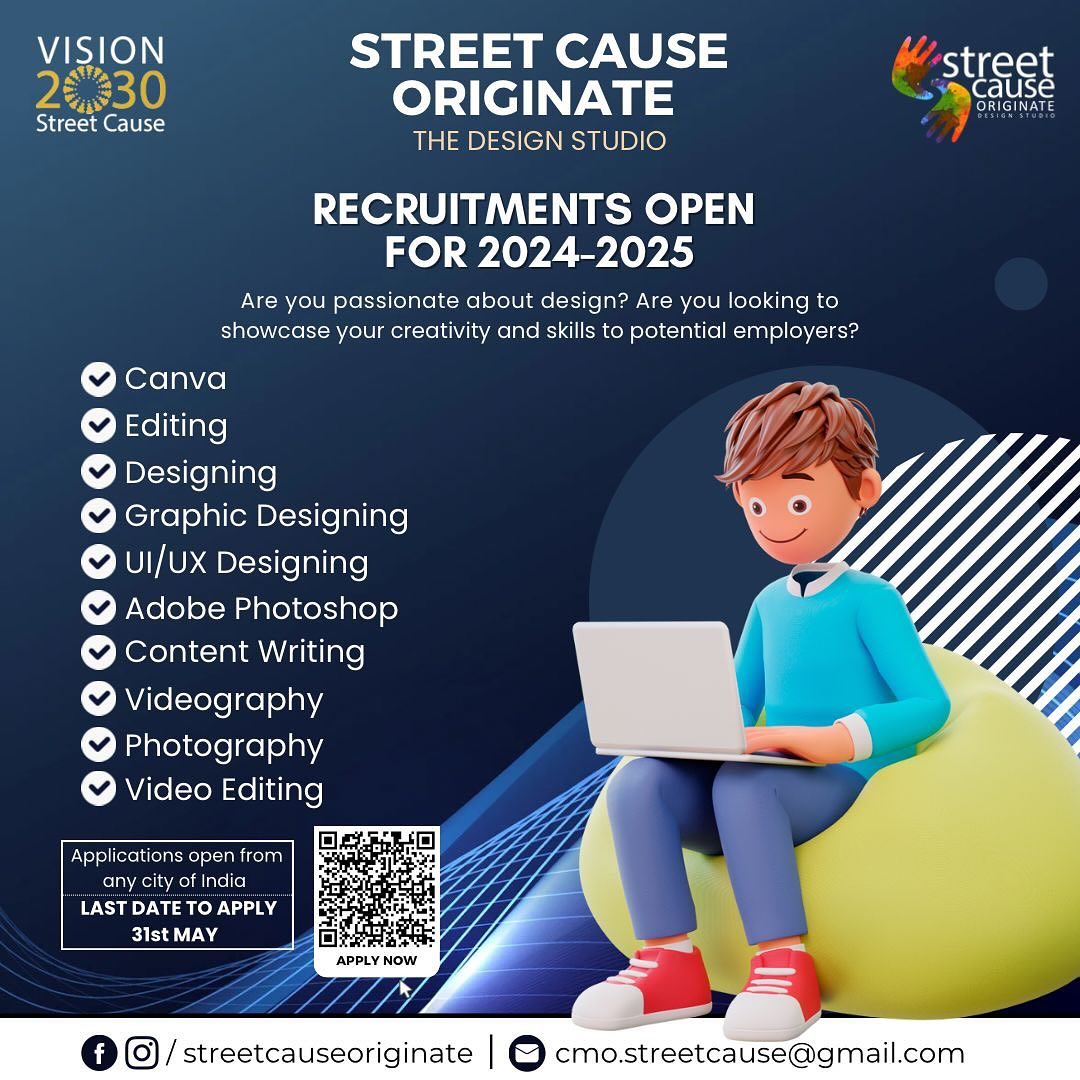 VISION
2030
Street Cause
STREET CAUSE
ORIGINATE
THE DESIGN STUDIO
street
cause
ORIGINATE
DESIGN STUDIO
RECRUITMENTS OPEN
FOR 2024-2025
Are you passionate about design? Are you looking to
showcase your creativity and skills to potential employers?
Canva
Editing
Designing
Graphic Designing
UI/UX Designing
Adobe Photoshop
Content Writing
Videography
Photography
Video Editing
Applications open from
any city of India
LAST DATE TO APPLY
31st MAY
APPLY NOW
/ streetcauseoriginate | cmo.streetcause@gmail.com